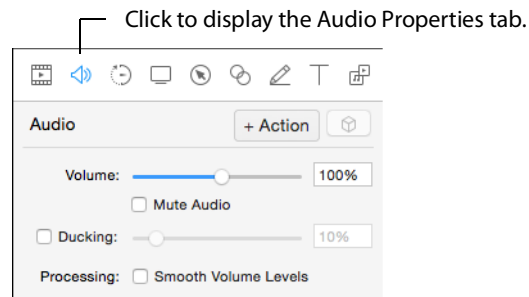 Click to display the Audio Properties tab.
Audio
+ Action
Volume:
100%
Mute Audio
Ducking:
10%
Processing:
Smooth Volume Levels